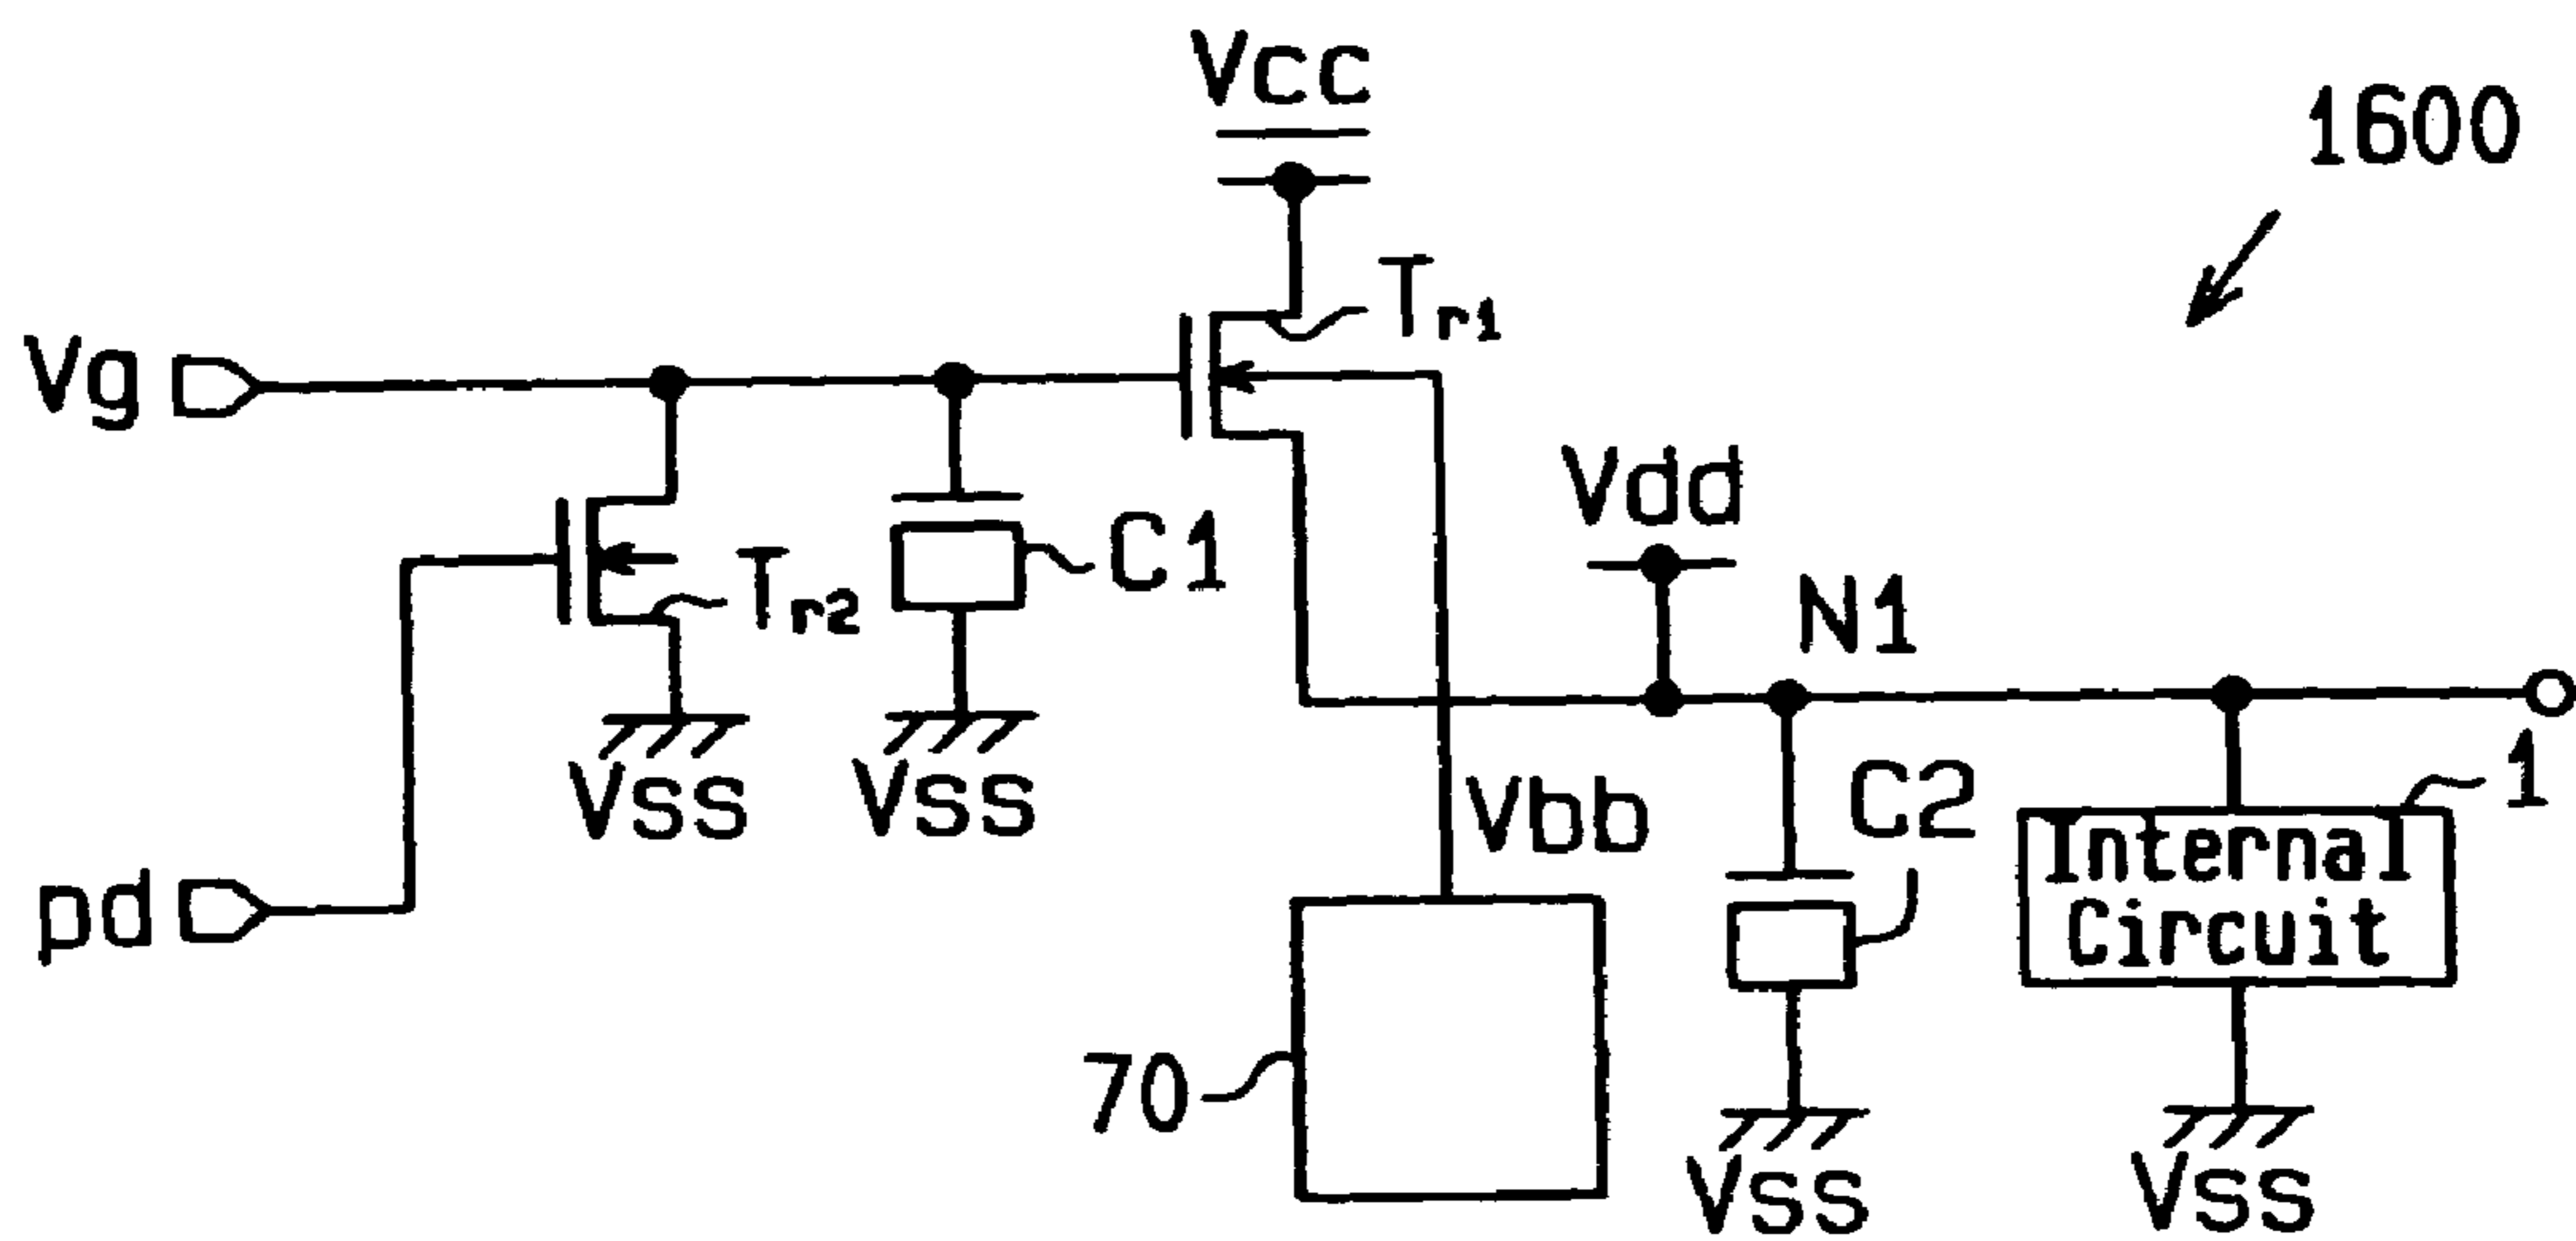 Vcc
1600
Tr1
Vg
Vdd
C1
Tr2
N1
Vss
Vss
1
Vbb
C2
Internal
Circuit
pd
70
Vss
Vss